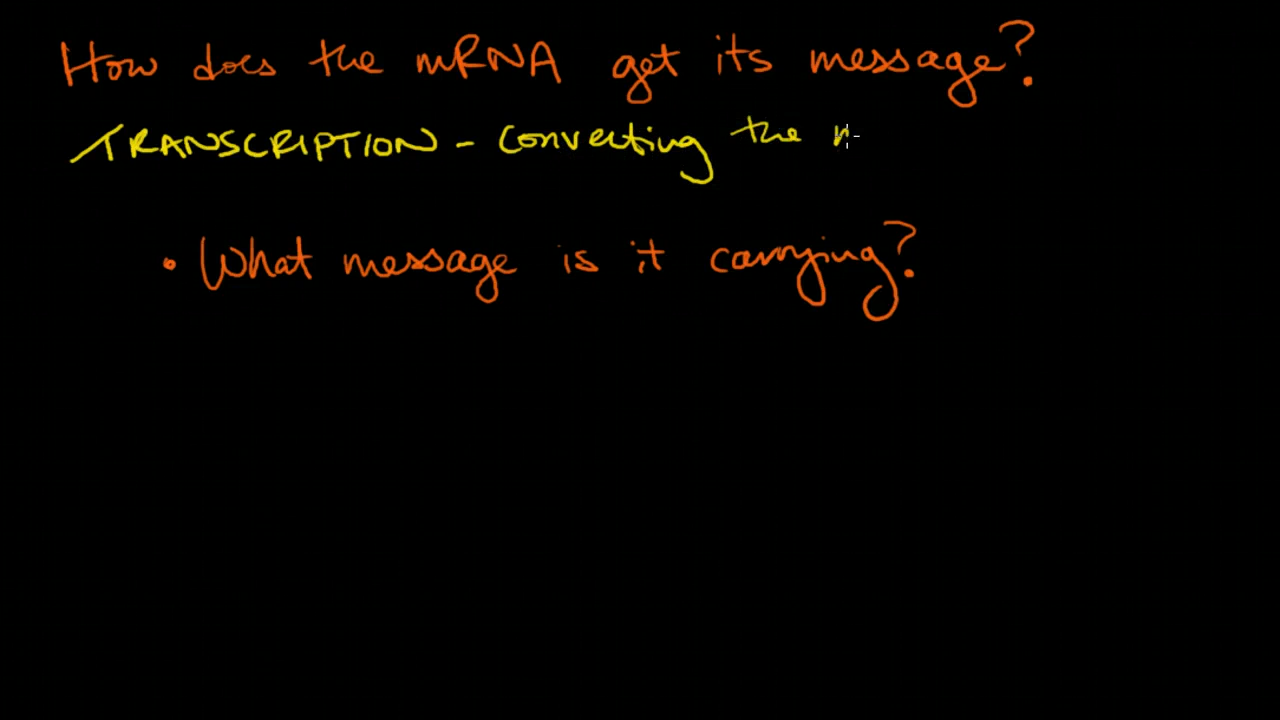 How does the mRNA get its message?
TRANSCRIPTION - Converting the
• What message is it carrying?